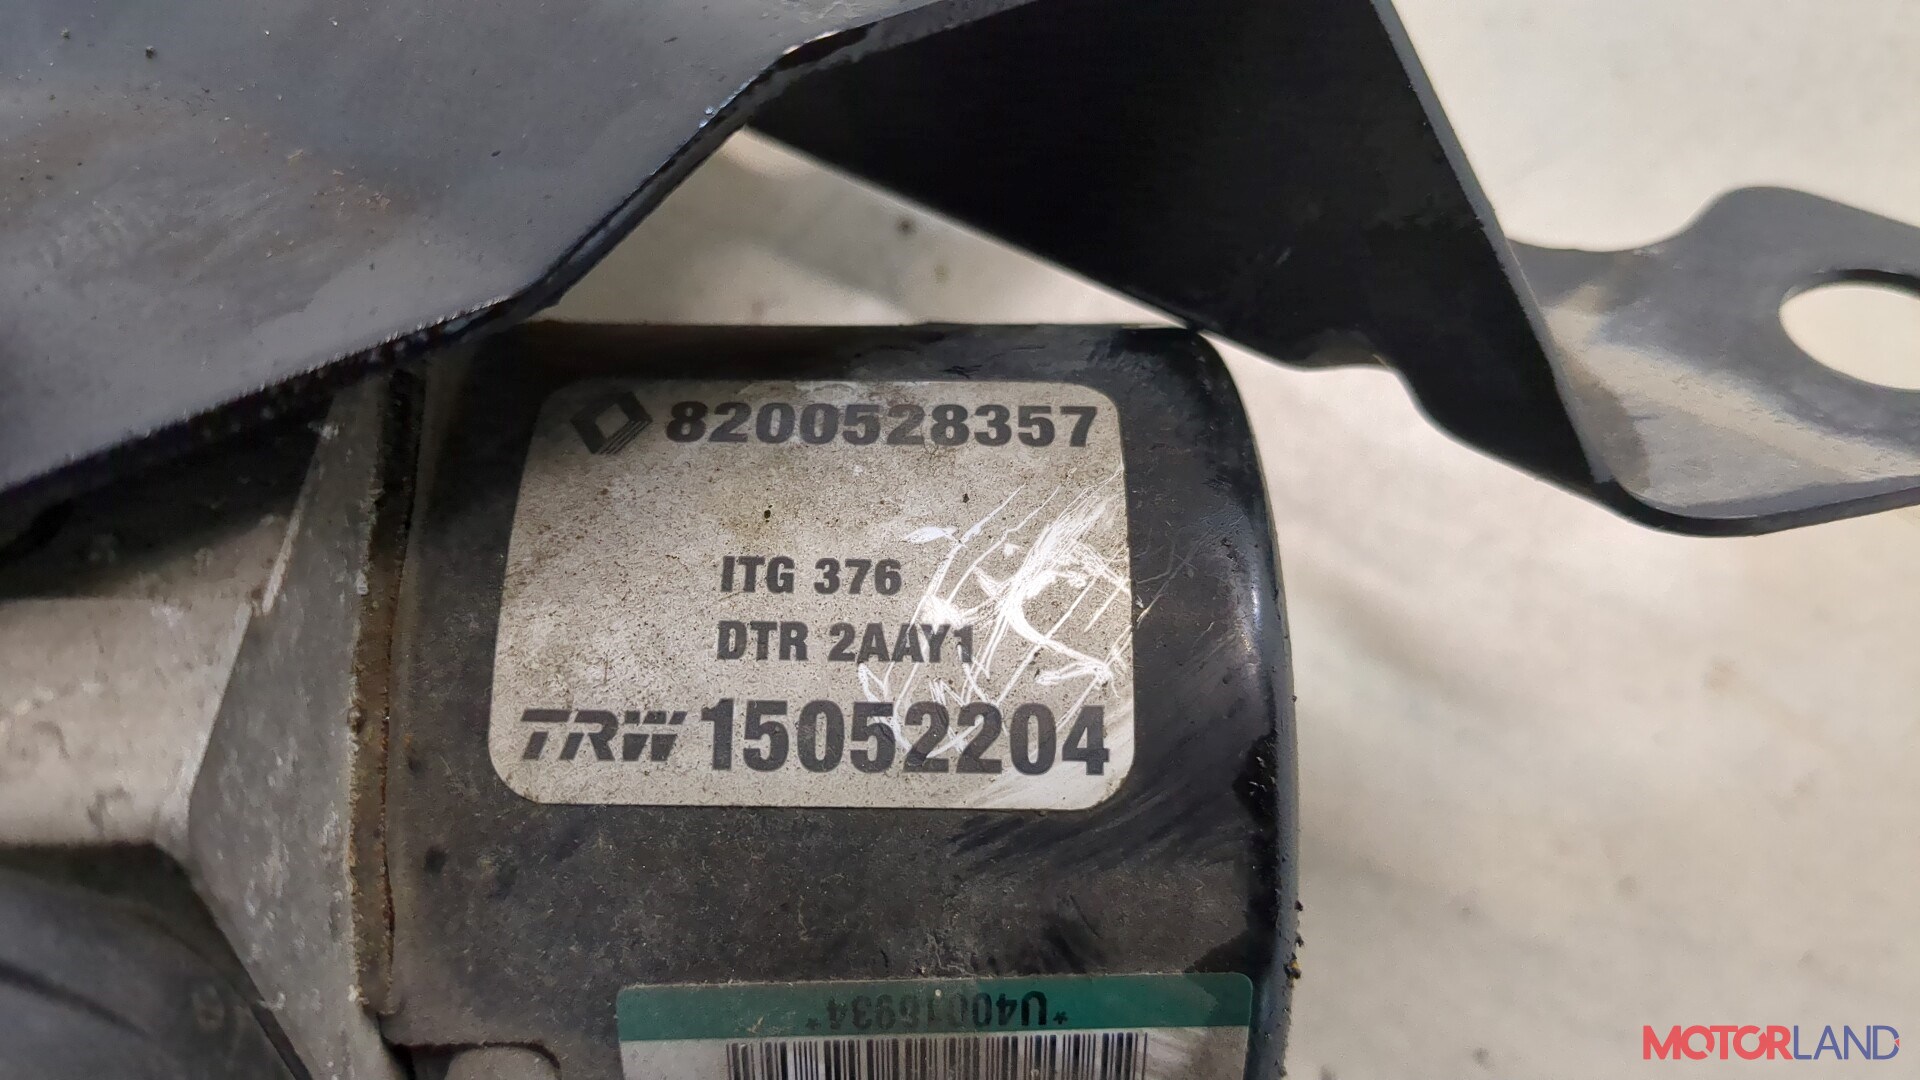 8200528357
ITG 376
DTR 2AAY1
TRW 15052204
*U40016934*
MOTORLAND